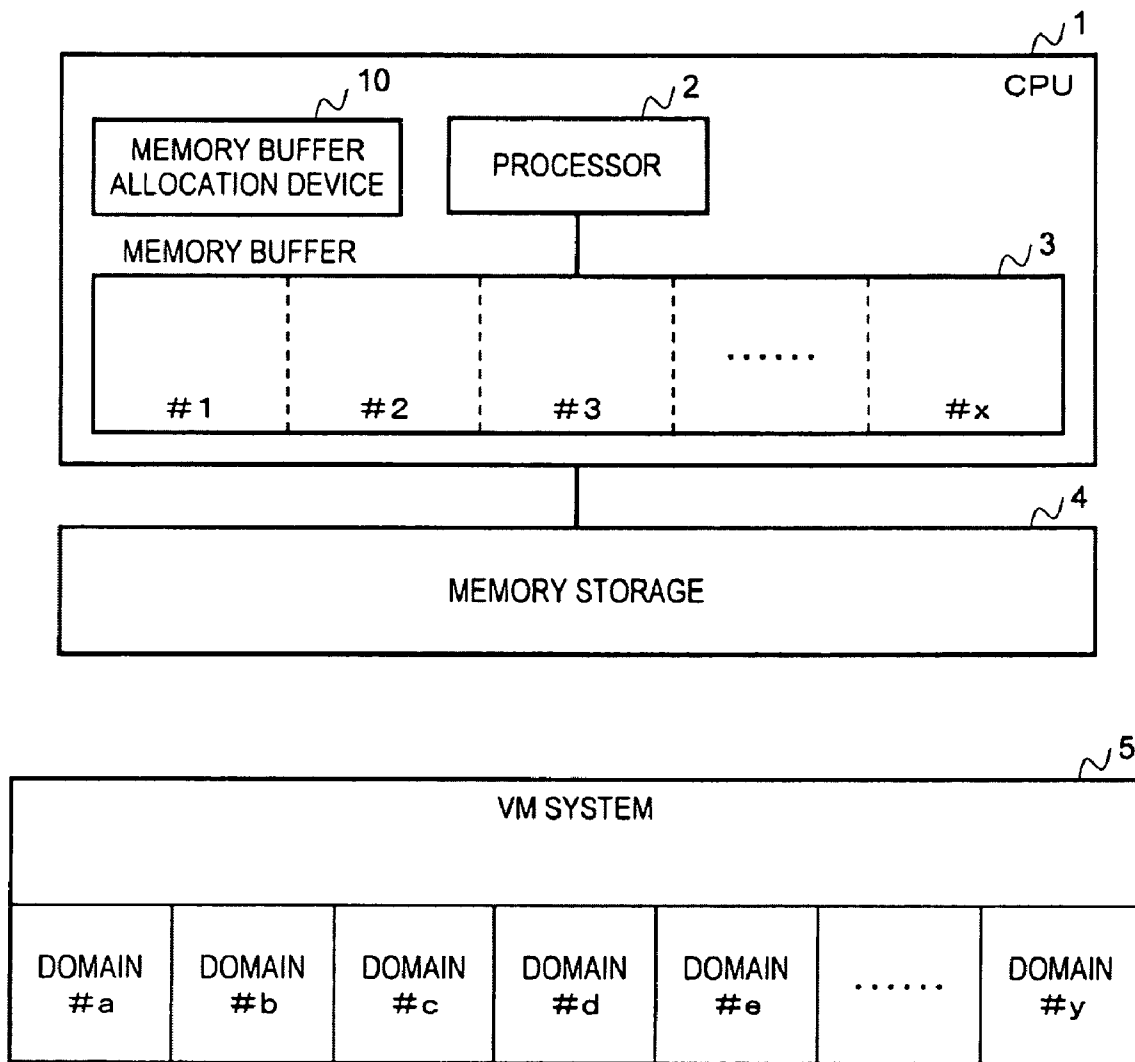 1
CPU
10
2
MEMORY BUFFER
ALLOCATION DEVICE
PROCESSOR
MEMORY BUFFER
3
......
#1 #2 #3 #x
4
MEMORY STORAGE
5
VM SYSTEM
DOMAIN DOMAIN DOMAIN DOMAIN DOMAIN ...... DOMAIN
#a #b #c #d #e #y